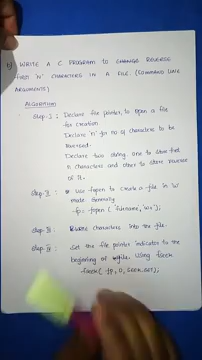 b) WRITE A C PROGRAM TO CHANGE REVERSE
FIRST 'N' CHARACTERS IN A FILE. (COMMAND LINE
ARGUMENTS)
ALGORITHM
Step I : Declare file pointer, to open a file
for creation
Declare 'n' for no of characters to be
Reversed.
Declare two string one to store first
n characters and other to store reverse
of it.
Step II : Use fopen to create a file in 'w'
mode.
fp = fopen ( "filename", "w+");
Step III : characters into the file
Step IV : Set the file pointer indicator to the
beginning of file. Using fseek
fseek( fp, 0, SEEK_SET);